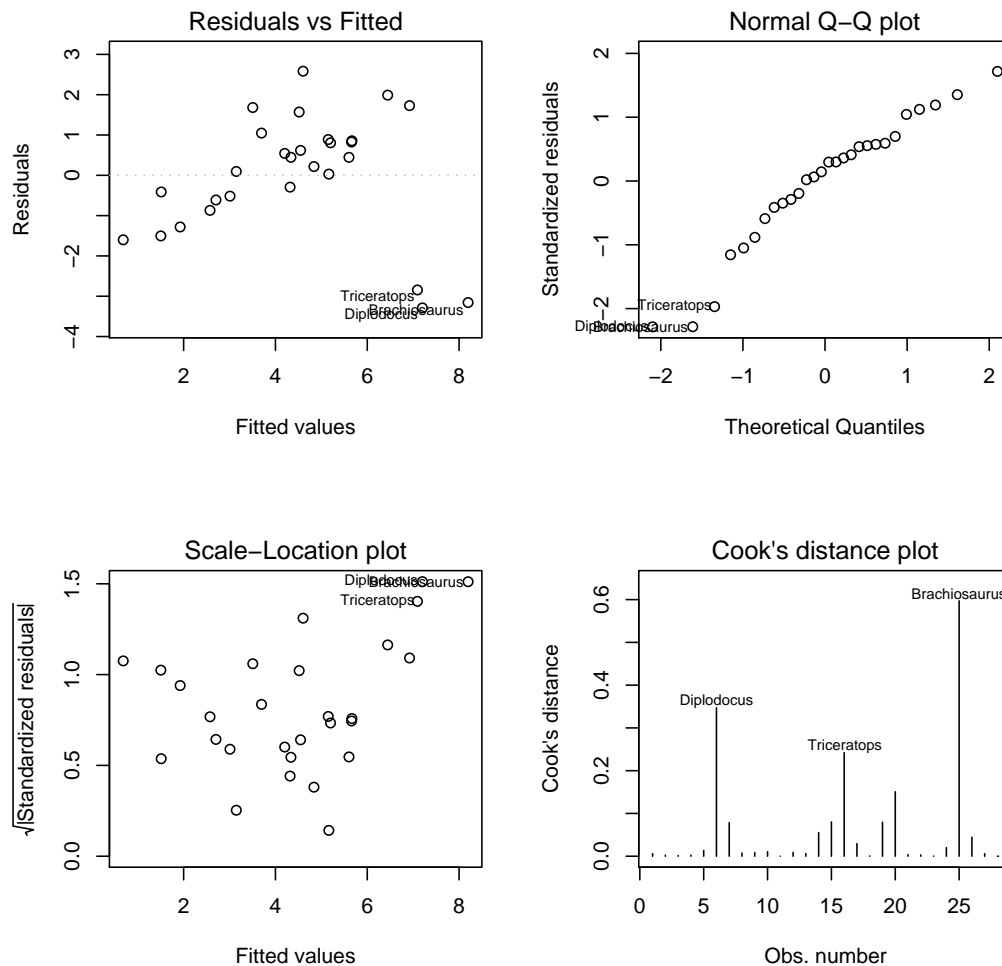 Residuals vs Fitted
Residuals
3
2
1
0
−2
−4
Triceratops
Brachiosaurus
Diplodocus
2
4
6
8
Fitted values
Normal Q−Q plot
Standardized residuals
2
1
0
−1
−2
Triceratops
Diplodocus
Brachiosaurus
−2
−1
0
1
2
Theoretical Quantiles
Scale−Location plot
√|Standardized residuals|
1.5
1.0
0.5
0.0
Diplodocus
Brachiosaurus
Triceratops
2
4
6
8
Fitted values
Cook's distance plot
Cook's distance
0.6
0.4
0.2
0.0
Brachiosaurus
Diplodocus
Triceratops
0
5
10
15
20
25
Obs. number